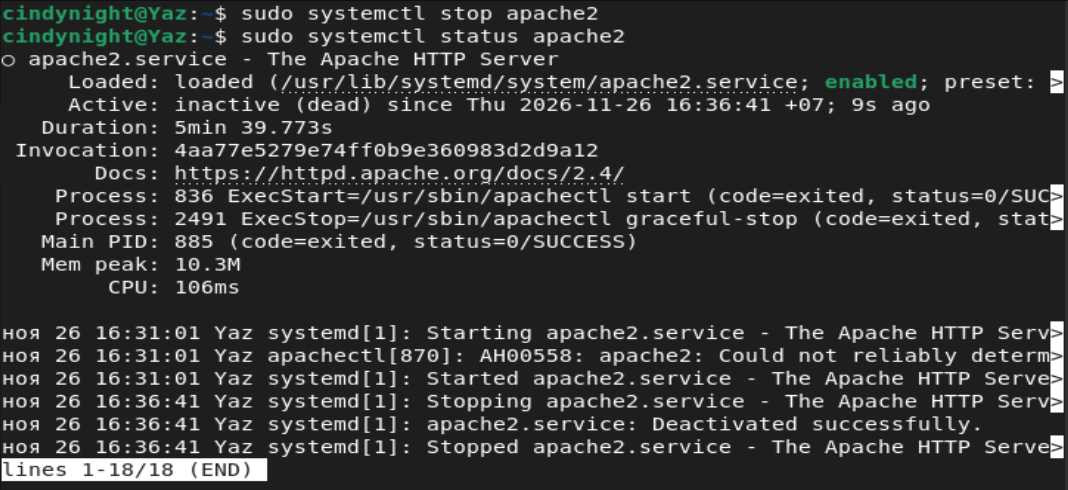 cindynight@Yaz:~$ sudo systemctl stop apache2
cindynight@Yaz:~$ sudo systemctl status apache2
○ apache2.service - The Apache HTTP Server
     Loaded: loaded (/usr/lib/systemd/system/apache2.service; enabled; preset: >
     Active: inactive (dead) since Thu 2026-11-26 16:36:41 +07; 9s ago
   Duration: 5min 39.773s
 Invocation: 4aa77e5279e74ff0b9e360983d2d9a12
       Docs: https://httpd.apache.org/docs/2.4/
    Process: 836 ExecStart=/usr/sbin/apachectl start (code=exited, status=0/SUC>
    Process: 2491 ExecStop=/usr/sbin/apachectl graceful-stop (code=exited, stat>
   Main PID: 885 (code=exited, status=0/SUCCESS)
   Mem peak: 10.3M
        CPU: 106ms

ноя 26 16:31:01 Yaz systemd[1]: Starting apache2.service - The Apache HTTP Serv>
ноя 26 16:31:01 Yaz apachectl[870]: AH00558: apache2: Could not reliably determ>
ноя 26 16:31:01 Yaz systemd[1]: Started apache2.service - The Apache HTTP Serve>
ноя 26 16:36:41 Yaz systemd[1]: Stopping apache2.service - The Apache HTTP Serv>
ноя 26 16:36:41 Yaz systemd[1]: apache2.service: Deactivated successfully.
ноя 26 16:36:41 Yaz systemd[1]: Stopped apache2.service - The Apache HTTP Serve>
lines 1-18/18 (END)